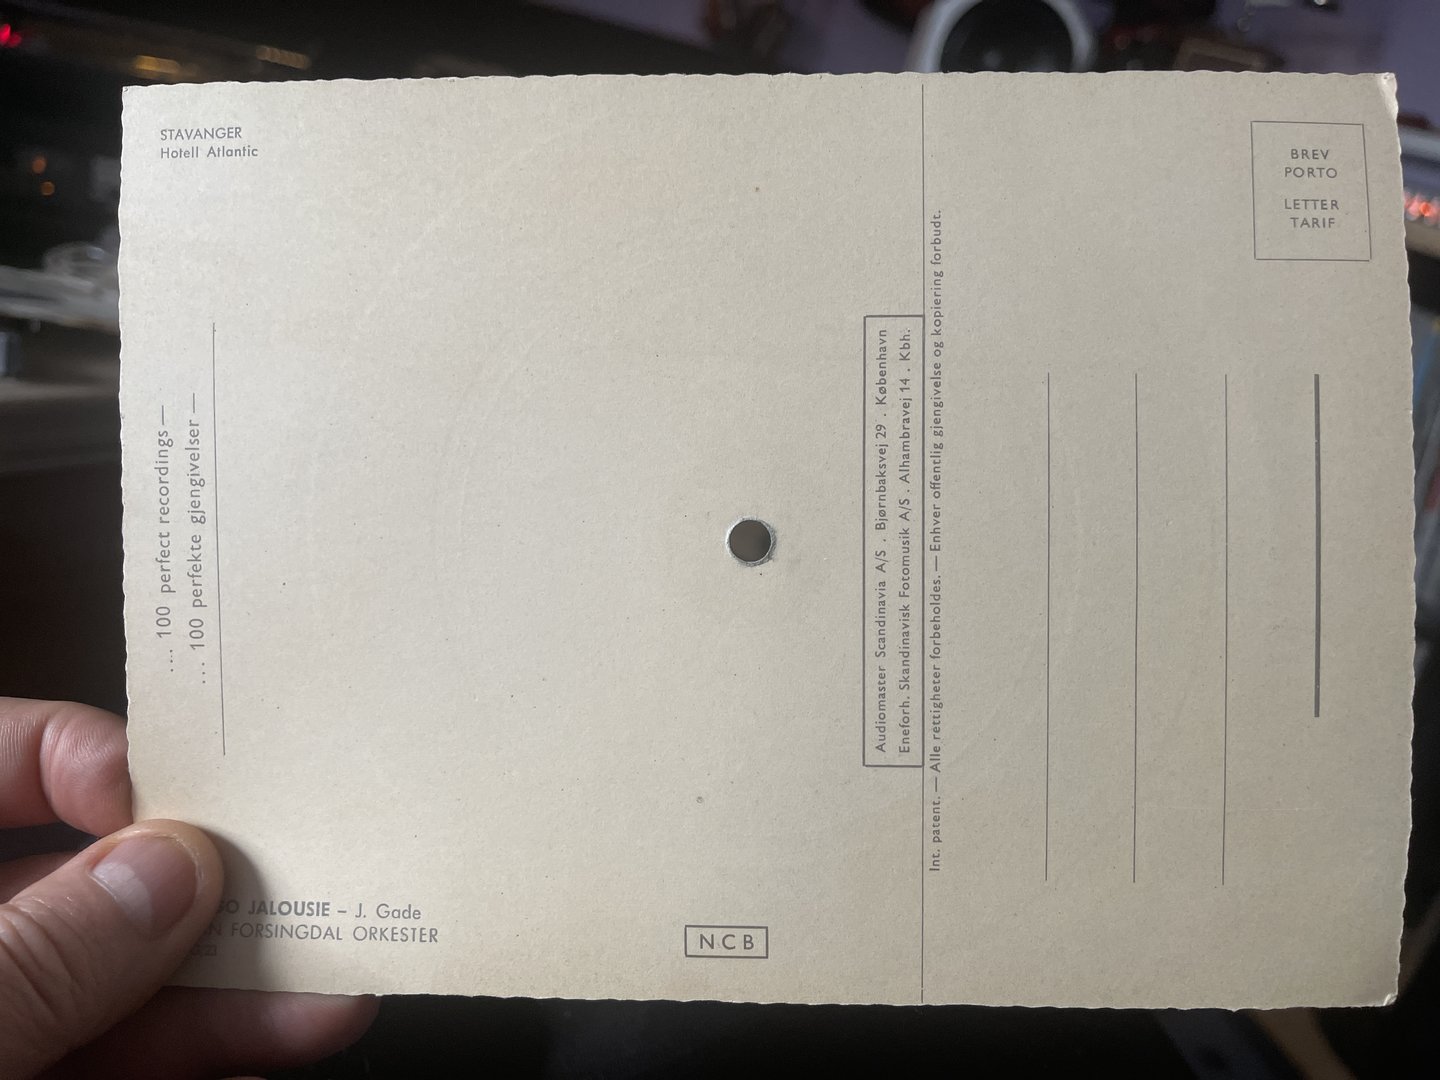 STAVANGER
Hotell Atlantic
.... 100 perfect recordings —
... 100 perfekte gjengivelser —
GO JALOUSIE – J. Gade
AN FORSINGDAL ORKESTER
NCB
Audiomaster Scandinavia A/S . Bjørnbaksvej 29 . København
Eneforh. Skandinavisk Fotomusik A/S . Alhambravej 14 . Kbh.
Int. patent. — Alle rettigheter forbeholdes. — Enhver offentlig gjengivelse og kopiering forbudt.
BREV
PORTO
LETTER
TARIF